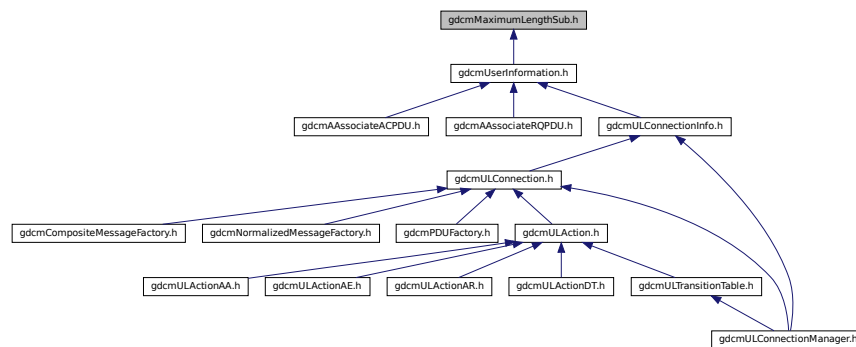 gdcmMaximumLengthSub.h
gdcmUserInformation.h
gdcmAAssociateACPDU.h
gdcmAAssociateRQPDU.h
gdcmULConnectionInfo.h
gdcmULConnection.h
gdcmCompositeMessageFactory.h
gdcmNormalizedMessageFactory.h
gdcmPDUFactory.h
gdcmULAction.h
gdcmULActionAA.h
gdcmULActionAE.h
gdcmULActionAR.h
gdcmULActionDT.h
gdcmULTransitionTable.h
gdcmULConnectionManager.h